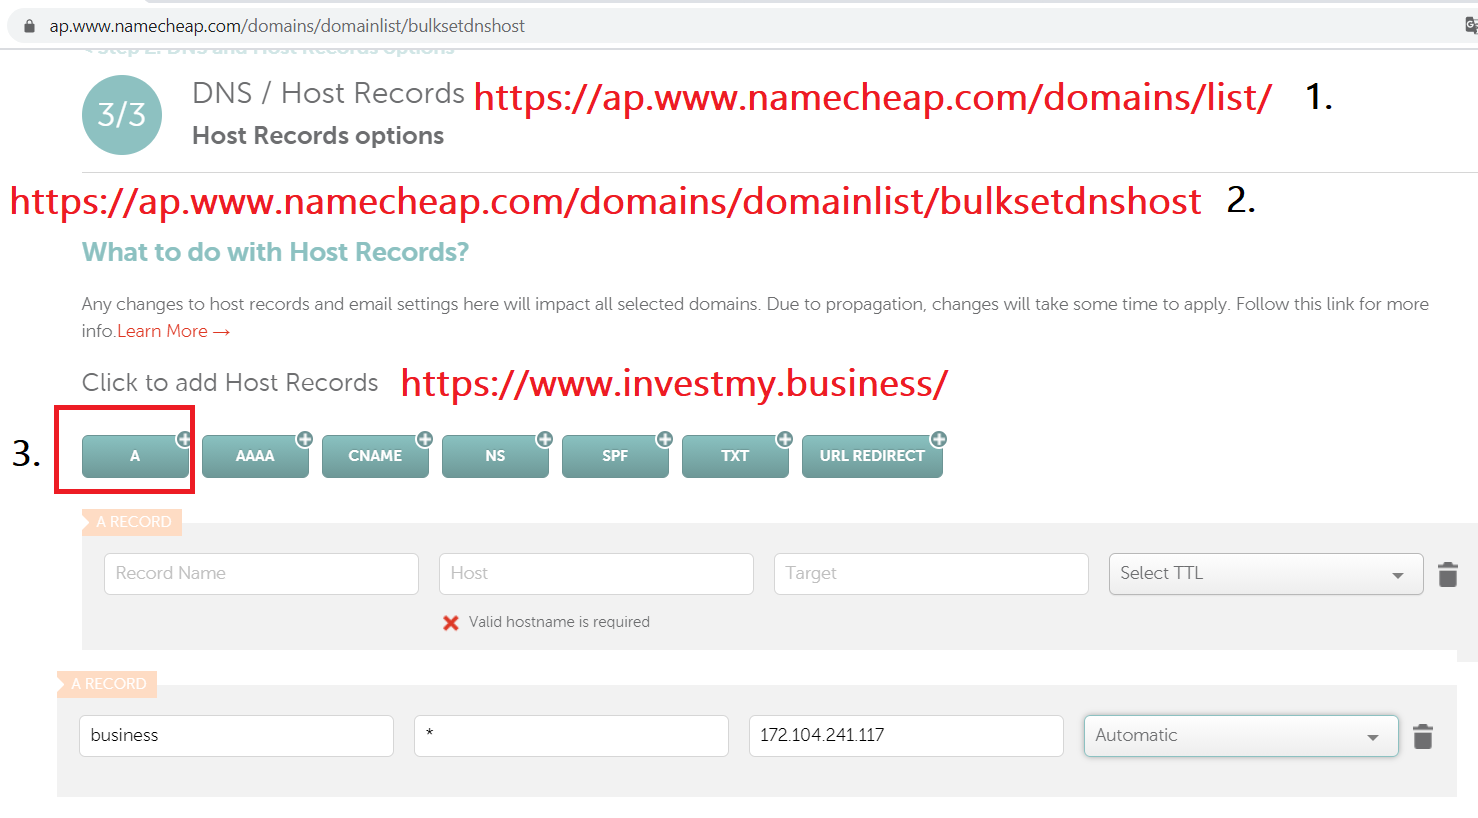 ap.www.namecheap.com/domains/domainlist/bulksetdnshost
< Step 2: DNS and Host Records options
3/3
DNS / Host Records https://ap.www.namecheap.com/domains/list/ 1.
Host Records options
https://ap.www.namecheap.com/domains/domainlist/bulksetdnshost 2.
What to do with Host Records?
Any changes to host records and email settings here will impact all selected domains. Due to propagation, changes will take some time to apply. Follow this link for more
info.Learn More →
Click to add Host Records https://www.investmy.business/
3. A AAAA CNAME NS SPF TXT URL REDIRECT
A RECORD
Record Name Host Target Select TTL
Valid hostname is required
A RECORD
business * 172.104.241.117 Automatic